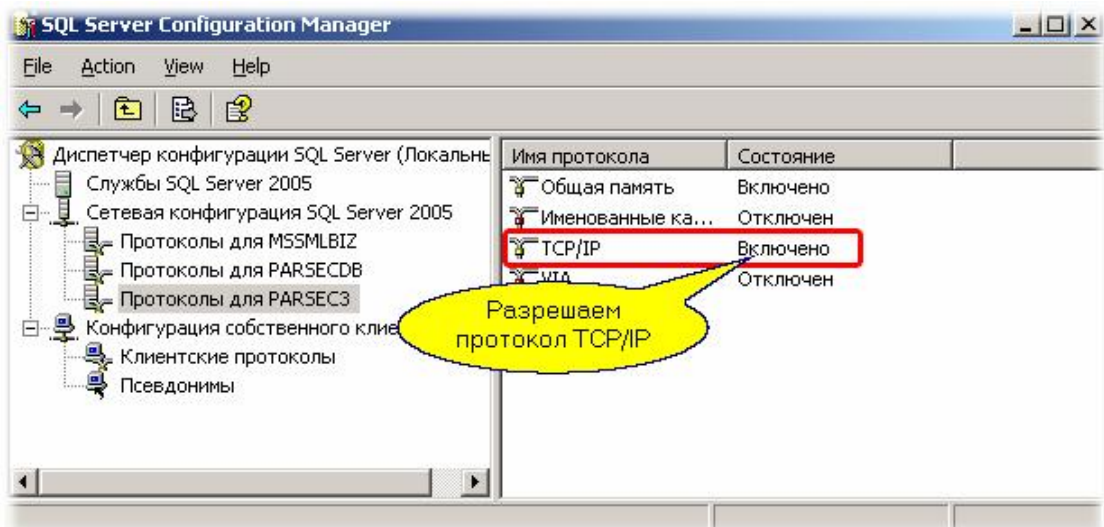 SQL Server Configuration Manager
File Action View Help
Диспетчер конфигурации SQL Server (Локальнь
Службы SQL Server 2005
Сетевая конфигурация SQL Server 2005
Протоколы для MSSMLBIZ
Протоколы для PARSECDB
Протоколы для PARSEC3
Конфигурация собственного клие
Клиентские протоколы
Псевдонимы
Имя протокола Состояние
Общая память Включено
Именованные ка... Отключен
TCP/IP Включено
VIA Отключен
Разрешаем
протокол TCP/IP